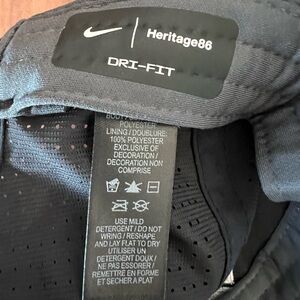 Heritage86
DRI-FIT
POLYESTER
LINING / DOUBLURE:
100% POLYESTER
EXCLUSIVE OF
DECORATION /
DECORATION NON
COMPRISE
USE MILD
DETERGENT / DO NOT
WRING / RESHAPE
AND LAY FLAT TO DRY
UTILISER UN
DETERGENT DOUX /
NE PAS ESSORER /
REMETTRE EN FORME
ET SECHER A PLAT